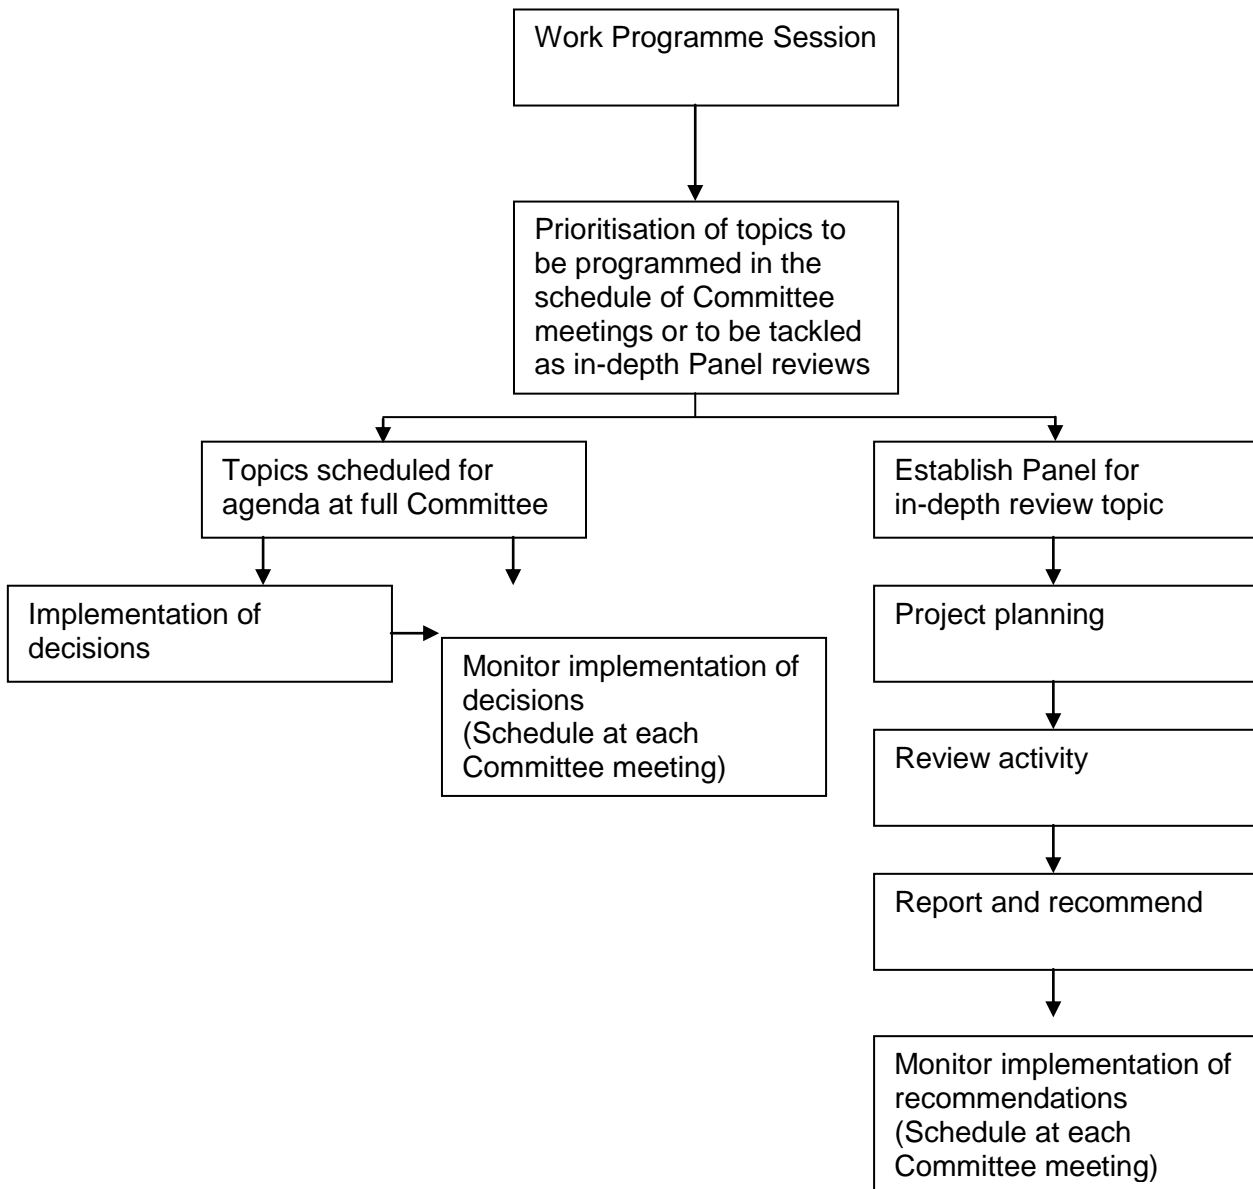 Work Programme Session
Prioritisation of topics to
be programmed in the
schedule of Committee
meetings or to be tackled
as in-depth Panel reviews
Topics scheduled for
agenda at full Committee
Establish Panel for
in-depth review topic
Implementation of
decisions
Project planning
Monitor implementation of
decisions
(Schedule at each
Committee meeting)
Review activity
Report and recommend
Monitor implementation of
recommendations
(Schedule at each
Committee meeting)